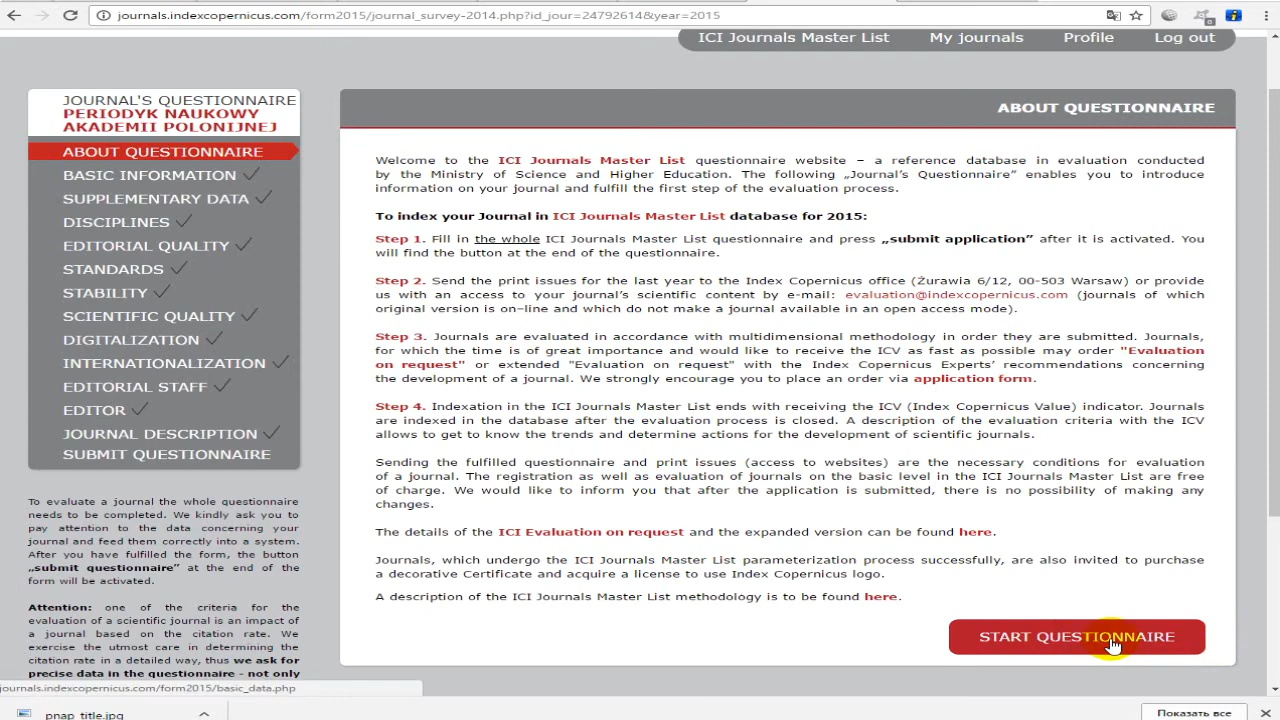 journals.indexcopernicus.com/form2015/journal_survey-2014.php?id_jour=24792614&year=2015
ICI Journals Master List My journals Profile Log out
JOURNAL'S QUESTIONNAIRE
PERIODYK NAUKOWY
AKADEMII POLONIJNEJ
ABOUT QUESTIONNAIRE
BASIC INFORMATION
SUPPLEMENTARY DATA
DISCIPLINES
EDITORIAL QUALITY
STANDARDS
STABILITY
SCIENTIFIC QUALITY
DIGITALIZATION
INTERNATIONALIZATION
EDITORIAL STAFF
EDITOR
JOURNAL DESCRIPTION
SUBMIT QUESTIONNAIRE
To evaluate a journal the whole questionnaire
needs to be completed. We kindly ask you to
pay attention to the data concerning your
journal and feed them correctly into a system.
After you have fulfilled the form, the button
„submit questionnaire" at the end of the
form will be activated.
Attention: one of the criteria for the
evaluation of a scientific journal is an impact of
a journal based on the citation rate. We
exercise the utmost care in determining the
citation rate in a detailed way, thus we ask for
precise data in the questionnaire - not only
ABOUT QUESTIONNAIRE
Welcome to the ICI Journals Master List questionnaire website – a reference database in evaluation conducted
by the Ministry of Science and Higher Education. The following „Journal's Questionnaire" enables you to introduce
information on your journal and fulfill the first step of the evaluation process.
To index your Journal in ICI Journals Master List database for 2015:
Step 1. Fill in the whole ICI Journals Master List questionnaire and press „submit application" after it is activated. You
will find the button at the end of the questionnaire.
Step 2. Send the print issues for the last year to the Index Copernicus office (Żurawia 6/12, 00-503 Warsaw) or provide
us with an access to your journal's scientific content by e-mail: evaluation@indexcopernicus.com (journals of which
original version is on–line and which do not make a journal available in an open access mode).
Step 3. Journals are evaluated in accordance with multidimensional methodology in order they are submitted. Journals,
for which the time is of great importance and would like to receive the ICV as fast as possible may order "Evaluation
on request" or extended "Evaluation on request" with the Index Copernicus Experts' recommendations concerning
the development of a journal. We strongly encourage you to place an order via application form.
Step 4. Indexation in the ICI Journals Master List ends with receiving the ICV (Index Copernicus Value) indicator. Journals
are indexed in the database after the evaluation process is closed. A description of the evaluation criteria with the ICV
allows to get to know the trends and determine actions for the development of scientific journals.
Sending the fulfilled questionnaire and print issues (access to websites) are the necessary conditions for evaluation
of a journal. The registration as well as evaluation of journals on the basic level in the ICI Journals Master List are free
of charge. We would like to inform you that after the application is submitted, there is no possibility of making any
changes.
The details of the ICI Evaluation on request and the expanded version can be found here.
Journals, which undergo the ICI Journals Master List parameterization process successfully, are also invited to purchase
a decorative Certificate and acquire a license to use Index Copernicus logo.
A description of the ICI Journals Master List methodology is to be found here.
START QUESTIONNAIRE
journals.indexcopernicus.com/form2015/basic_data.php
pnap_title.jpg
Показать все